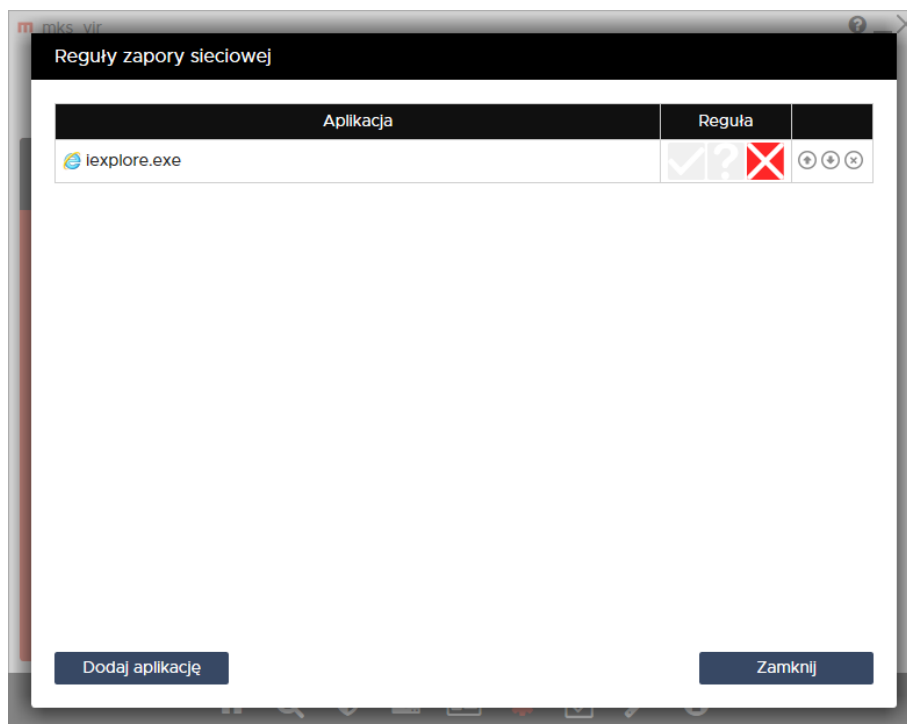 m mks_vir
Reguły zapory sieciowej
Aplikacja Reguła
iexplore.exe
Dodaj aplikację Zamknij